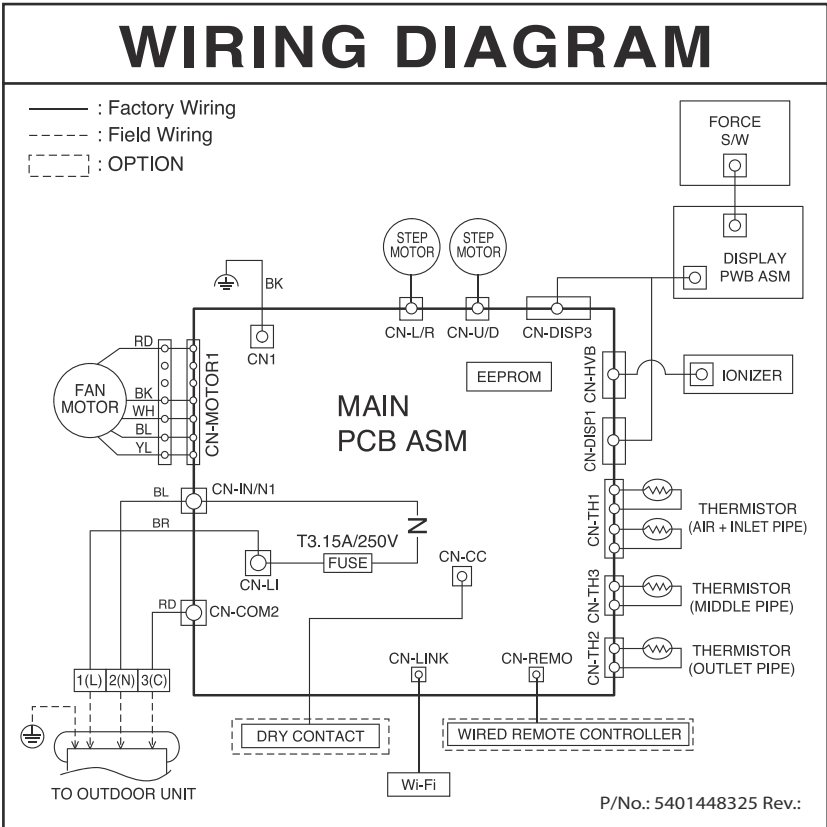 WIRING DIAGRAM
: Factory Wiring
: Field Wiring
: OPTION
FORCE
S/W
DISPLAY
PWB ASM
STEP
MOTOR
STEP
MOTOR
BK
CN1
CN-L/R
CN-U/D
CN-DISP3
RD
BK
WH
BL
YL
FAN
MOTOR
CN-MOTOR1
EEPROM
CN-HVB
IONIZER
MAIN
PCB ASM
CN-DISP1
BL
CN-IN/N1
BR
T3.15A/250V
FUSE
N
CN-LI
CN-CC
CN-TH1
THERMISTOR
(AIR + INLET PIPE)
RD
CN-COM2
CN-TH3
THERMISTOR
(MIDDLE PIPE)
CN-TH2
THERMISTOR
(OUTLET PIPE)
CN-LINK
CN-REMO
1(L) 2(N) 3(C)
DRY CONTACT
WIRED REMOTE CONTROLLER
Wi-Fi
TO OUTDOOR UNIT
P/No.: 5401448325 Rev.: